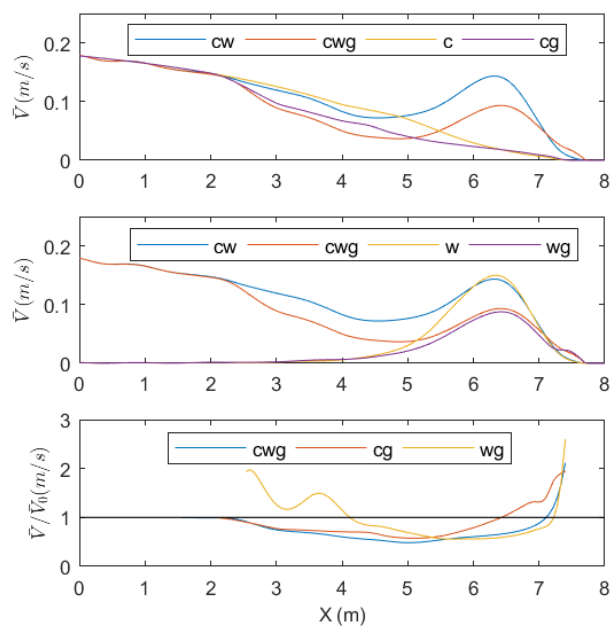 0.2
0.1
0
V̄(m/s)
cw cwg c cg
0 1 2 3 4 5 6 7 8
0.2
0.1
0
V̄(m/s)
cw cwg w wg
0 1 2 3 4 5 6 7 8
3
2
1
0
V̄/V̄₀(m/s)
cwg cg wg
0 1 2 3 4 5 6 7 8
X (m)